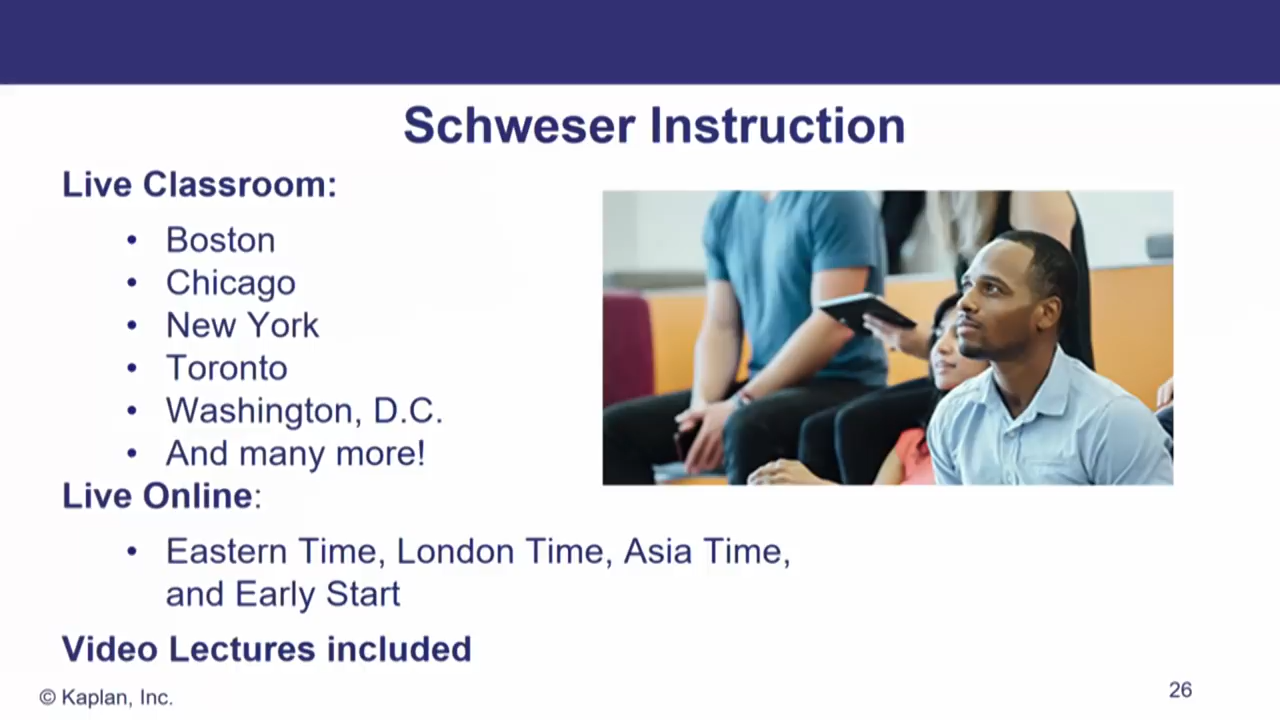 Schweser Instruction
Live Classroom:
• Boston
• Chicago
• New York
• Toronto
• Washington, D.C.
• And many more!
Live Online:
• Eastern Time, London Time, Asia Time,
and Early Start
Video Lectures included
© Kaplan, Inc.
26